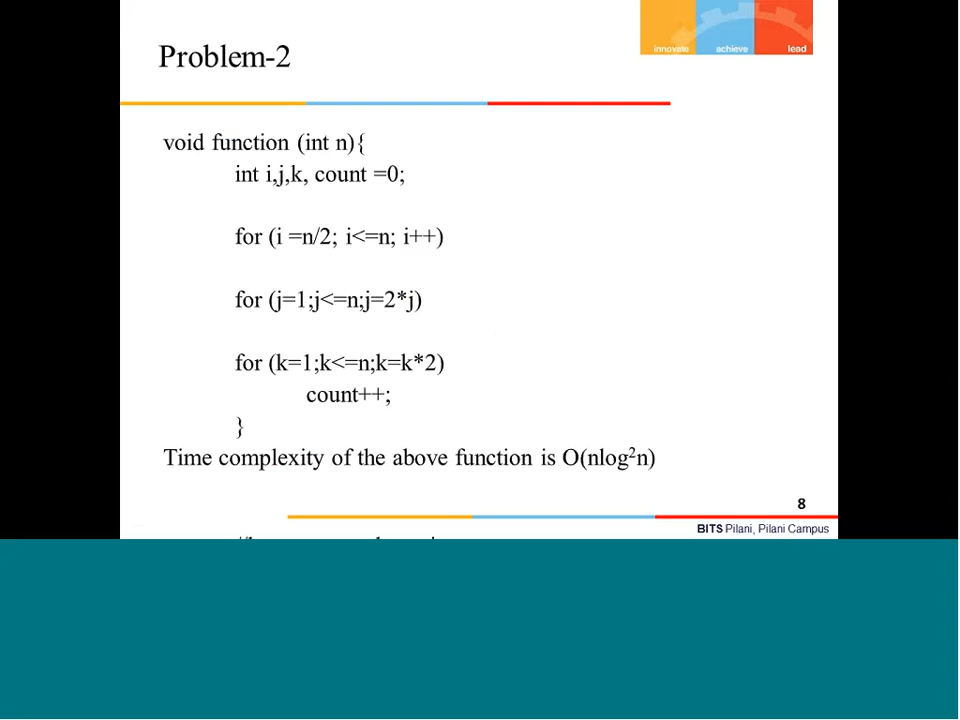 innovate achieve lead
Problem-2
void function (int n){
int i,j,k, count =0;
for (i =n/2; i<=n; i++)
for (j=1;j<=n;j=2*j)
for (k=1;k<=n;k=k*2)
count++;
}
Time complexity of the above function is O(nlog²n)
8
BITS Pilani, Pilani Campus